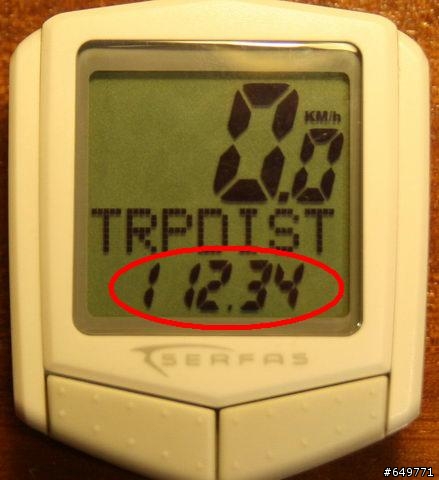 0.0 KM/h
TRPDIST
112.34
SERFAS
#649771